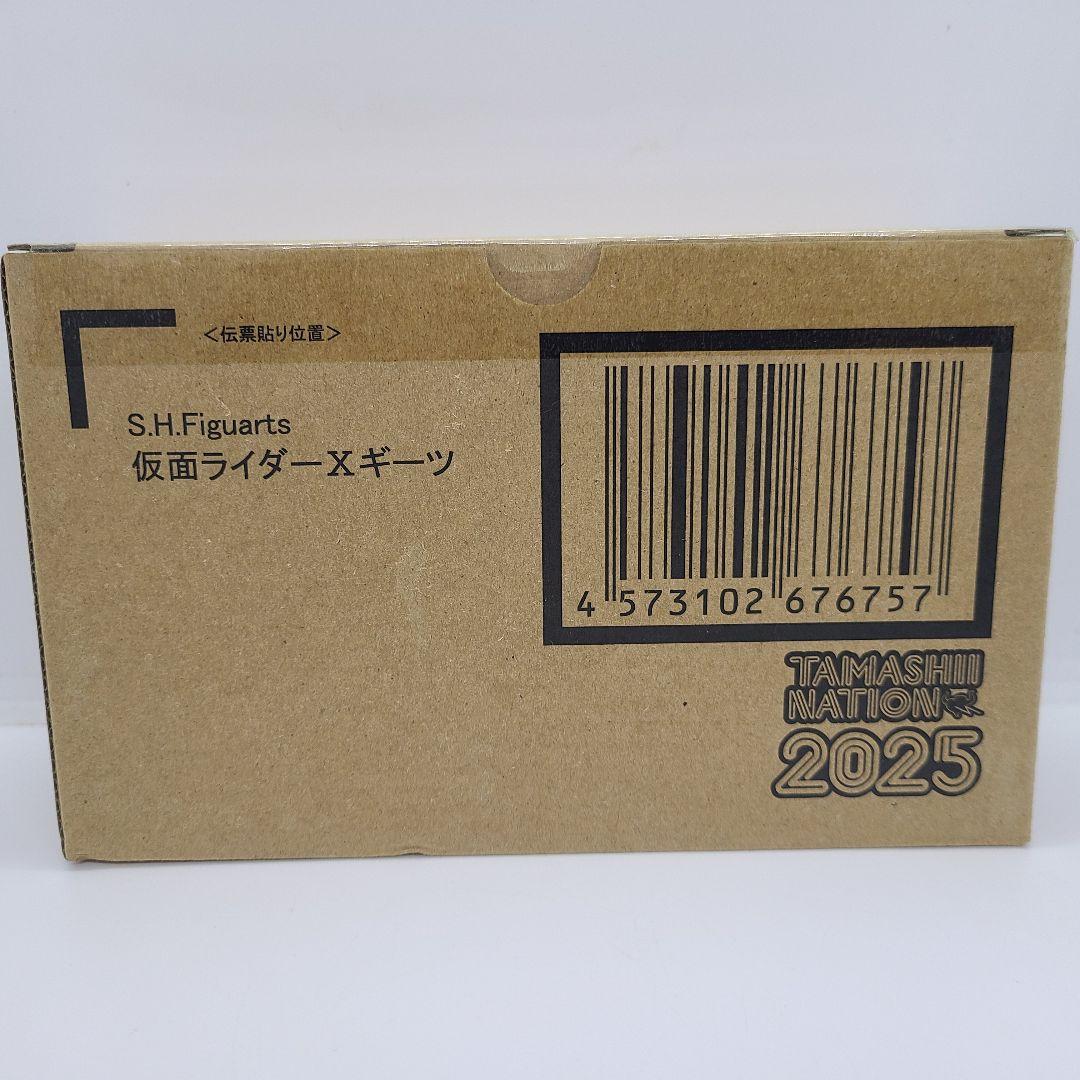 <伝票貼り位置>
S.H.Figuarts
仮面ライダーXギーツ
4 573102 676757
TAMASHII
NATION
2025